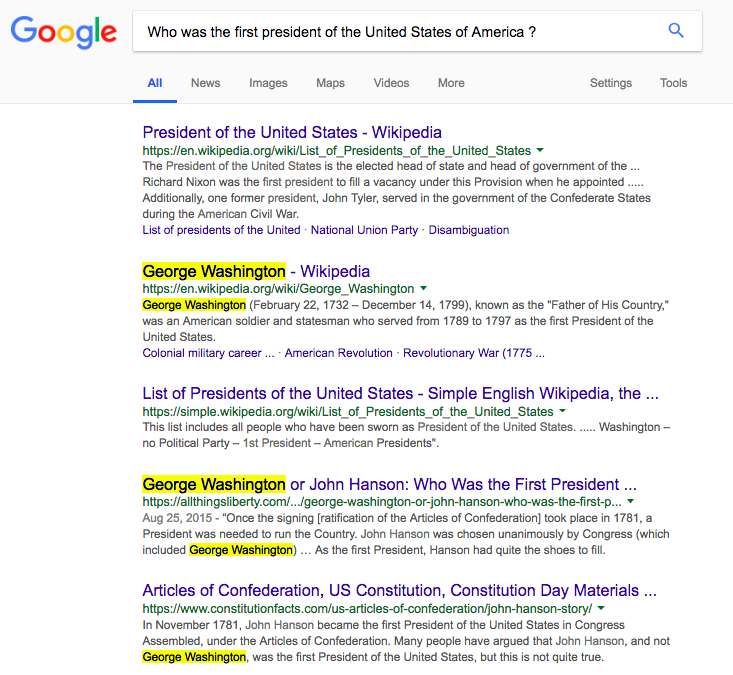 Google
Who was the first president of the United States of America ?
All News Images Maps Videos More Settings Tools
President of the United States - Wikipedia
https://en.wikipedia.org/wiki/List_of_Presidents_of_the_United_States
The President of the United States is the elected head of state and head of government of the ...
Richard Nixon was the first president to fill a vacancy under this Provision when he appointed .....
Additionally, one former president, John Tyler, served in the government of the Confederate States
during the American Civil War.
List of presidents of the United · National Union Party · Disambiguation
George Washington - Wikipedia
https://en.wikipedia.org/wiki/George_Washington
George Washington (February 22, 1732 – December 14, 1799), known as the "Father of His Country,"
was an American soldier and statesman who served from 1789 to 1797 as the first President of the
United States.
Colonial military career ... · American Revolution · Revolutionary War (1775 ...
List of Presidents of the United States - Simple English Wikipedia, the ...
https://simple.wikipedia.org/wiki/List_of_Presidents_of_the_United_States
This list includes all people who have been sworn as President of the United States. ..... Washington –
no Political Party – 1st President – American Presidents".
George Washington or John Hanson: Who Was the First President ...
https://allthingsliberty.com/.../george-washington-or-john-hanson-who-was-the-first-p...
Aug 25, 2015 - "Once the signing [ratification of the Articles of Confederation] took place in 1781, a
President was needed to run the Country. John Hanson was chosen unanimously by Congress (which
included George Washington) ... As the first President, Hanson had quite the shoes to fill.
Articles of Confederation, US Constitution, Constitution Day Materials ...
https://www.constitutionfacts.com/us-articles-of-confederation/john-hanson-story/
In November 1781, John Hanson became the first President of the United States in Congress
Assembled, under the Articles of Confederation. Many people have argued that John Hanson, and not
George Washington, was the first President of the United States, but this is not quite true.